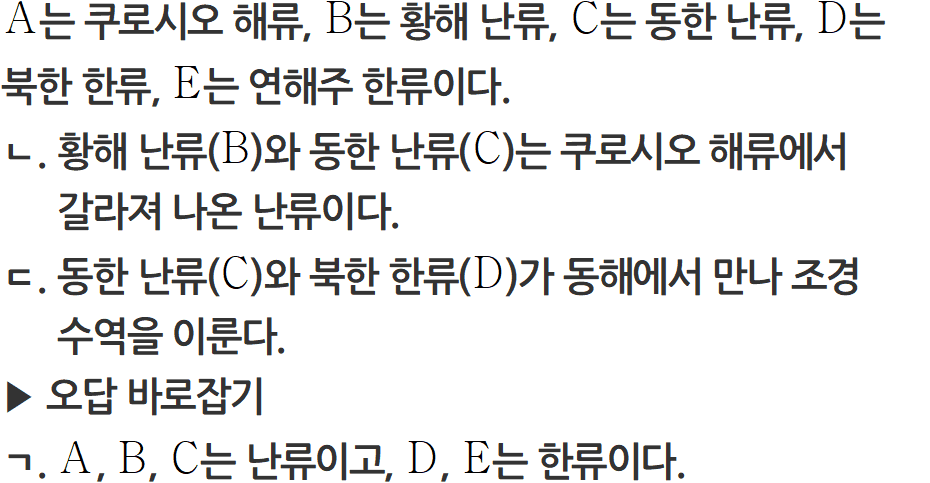 A는 쿠로시오 해류, B는 황해 난류, C는 동한 난류, D는
북한 한류, E는 연해주 한류이다.
ㄴ. 황해 난류(B)와 동한 난류(C)는 쿠로시오 해류에서
갈라져 나온 난류이다.
ㄷ. 동한 난류(C)와 북한 한류(D)가 동해에서 만나 조경
수역을 이룬다.
▶ 오답 바로잡기
ㄱ. A, B, C는 난류이고, D, E는 한류이다.